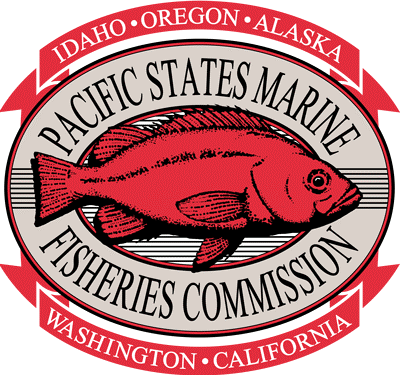 IDAHO • OREGON • ALASKA
PACIFIC STATES MARINE
FISHERIES COMMISSION
WASHINGTON • CALIFORNIA